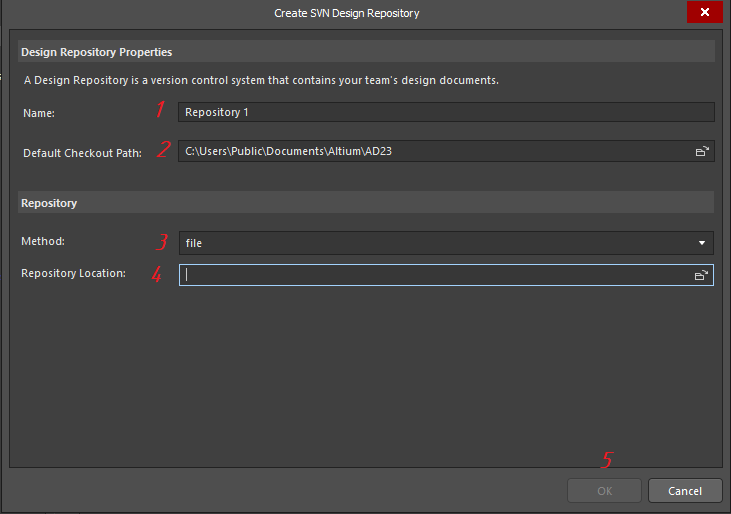 Create SVN Design Repository
Design Repository Properties
A Design Repository is a version control system that contains your team's design documents.
Name: 1 Repository 1
Default Checkout Path: 2 C:\Users\Public\Documents\Altium\AD23
Repository
Method: 3 file
Repository Location: 4
5
OK Cancel